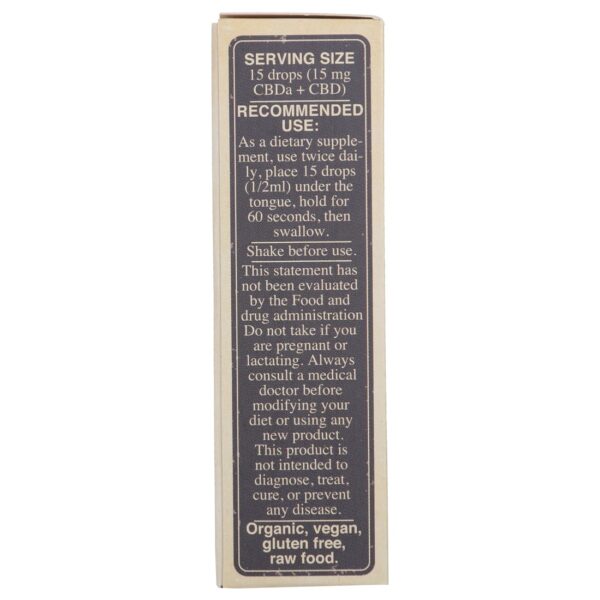 SERVING SIZE
15 drops (15 mg
CBDa + CBD)
RECOMMENDED
USE:
As a dietary supple-
ment, use twice dai-
ly, place 15 drops
(1/2ml) under the
tongue, hold for
60 seconds, then
swallow.
Shake before use.
This statement has
not been evaluated
by the Food and
drug administration
Do not take if you
are pregnant or
lactating. Always
consult a medical
doctor before
modifying your
diet or using any
new product.
This product is
not intended to
diagnose, treat,
cure, or prevent
any disease.
Organic, vegan,
gluten free,
raw food.